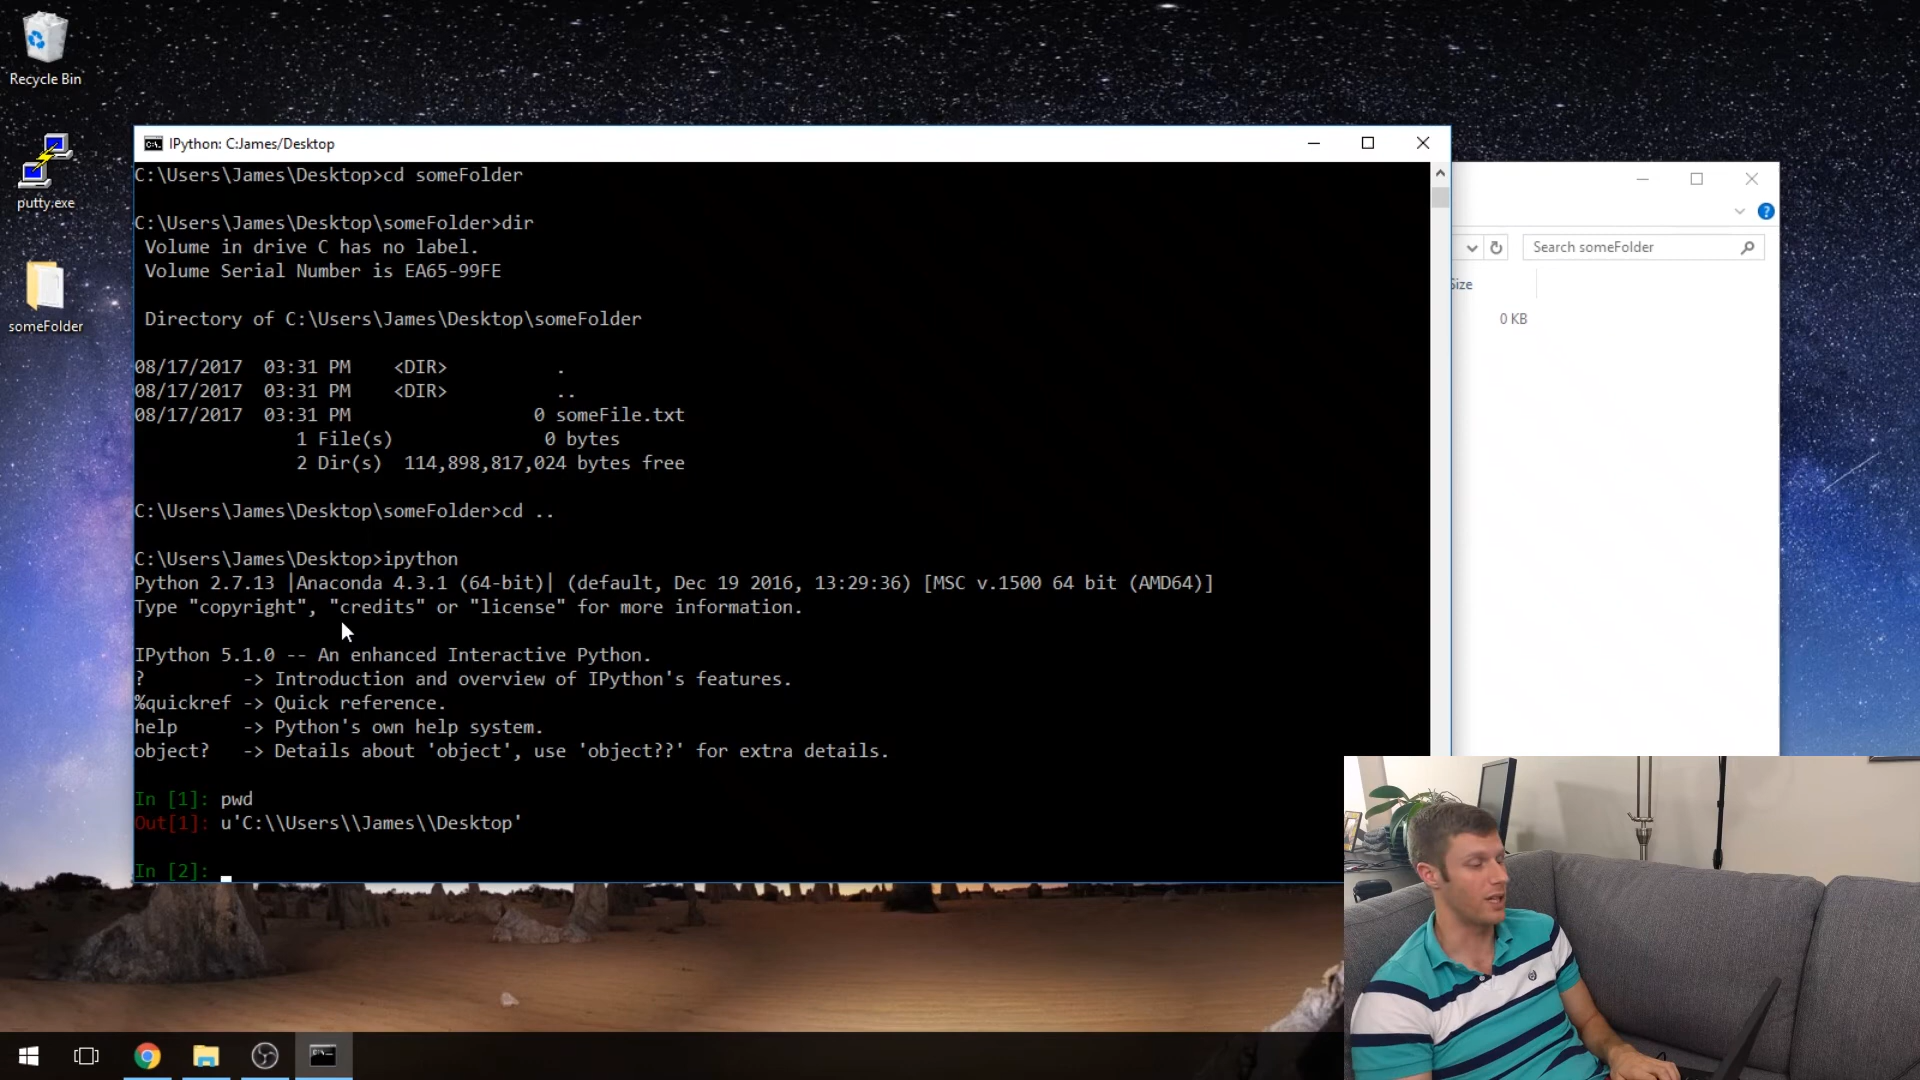 Recycle Bin
putty.exe
someFolder
IPython: C:James/Desktop
C:\Users\James\Desktop>cd someFolder
C:\Users\James\Desktop\someFolder>dir
Volume in drive C has no label.
Volume Serial Number is EA65-99FE
Directory of C:\Users\James\Desktop\someFolder
08/17/2017  03:31 PM    <DIR>          .
08/17/2017  03:31 PM    <DIR>          ..
08/17/2017  03:31 PM                 0 someFile.txt
1 File(s)              0 bytes
2 Dir(s)  114,898,817,024 bytes free
C:\Users\James\Desktop\someFolder>cd ..
C:\Users\James\Desktop>ipython
Python 2.7.13 |Anaconda 4.3.1 (64-bit)| (default, Dec 19 2016, 13:29:36) [MSC v.1500 64 bit (AMD64)]
Type "copyright", "credits" or "license" for more information.
IPython 5.1.0 -- An enhanced Interactive Python.
?         -> Introduction and overview of IPython's features.
%quickref -> Quick reference.
help      -> Python's own help system.
object?   -> Details about 'object', use 'object??' for extra details.
In [1]: pwd
Out[1]: u'C:\\Users\\James\\Desktop'
In [2]:
Search someFolder
Size
0 KB